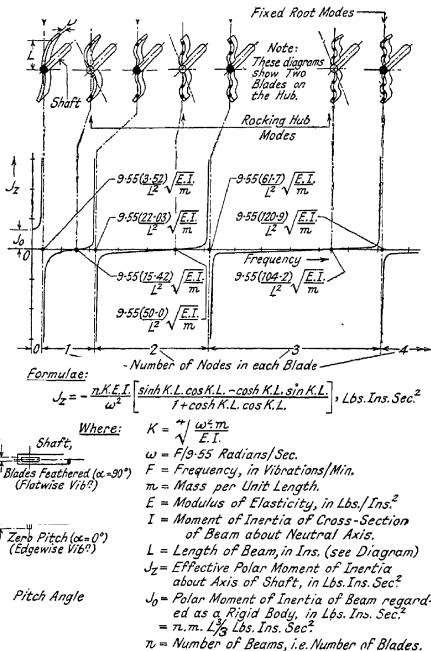 Fixed Root Modes
L
Shaft
Note:
These diagrams
show Two
Blades on
the Hub.
Rocking Hub
Modes
J_Z
J_0
0
9·55(3·52)/L² √E.I./m
9·55(61·7)/L² √E.I./m
9·55(22·03)/L² √E.I./m
9·55(120·9)/L² √E.I./m
Frequency →
9·55(15·42)/L² √E.I./m
9·55(104·2)/L² √E.I./m
9·55(50·0)/L² √E.I./m
0 1 2 3 4
Number of Nodes in each Blade
Formulae:
J_Z = - n.K.E.I./ω² [sinh K.L. cos K.L. - cosh K.L. sin K.L./1 + cosh K.L. cos K.L.], Lbs. Ins. Sec.²
Where: K = ⁴√ω².m/E.I.
Shaft,
ω = F/9·55 Radians/Sec.
Blades Feathered (α=90°)
F = Frequency, in Vibrations/Min.
(Flatwise Vibⁿ)
m = Mass per Unit Length.
E = Modulus of Elasticity, in Lbs./Ins.²
I = Moment of Inertia of Cross-Section
of Beam about Neutral Axis.
Zero Pitch (α=0°)
(Edgewise Vibⁿ)
L = Length of Beam, in Ins. (see Diagram)
J_Z = Effective Polar Moment of Inertia
about Axis of Shaft, in Lbs. Ins. Sec.²
Pitch Angle
J_0 = Polar Moment of Inertia of Beam regard-
ed as a Rigid Body, in Lbs. Ins. Sec.²
= n.m. L³/3 Lbs. Ins. Sec.²
n = Number of Beams, i.e. Number of Blades.